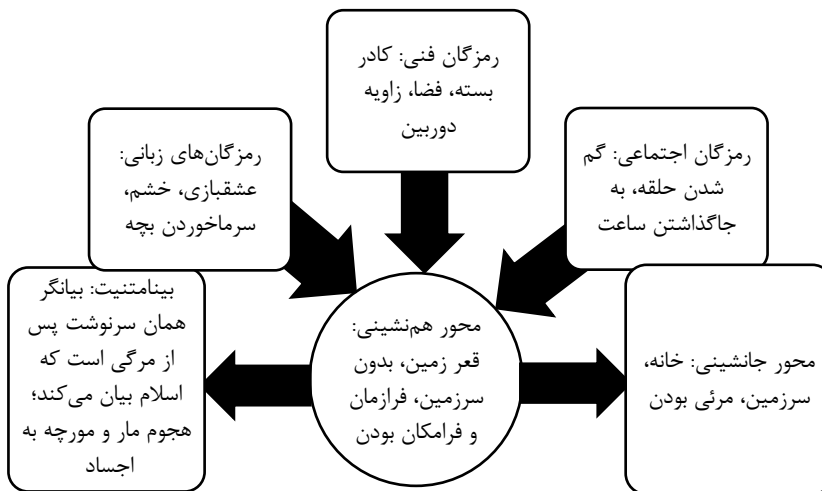 رمزگان فنی: کادر
بسته، فضا، زاویه
دوربین
رمزگان اجتماعی: گم
شدن حلقه، به
جاگذاشتن ساعت
رمزگان‌های زبانی:
عشقبازی، خشم،
سرماخوردن بچه
محور جانشینی: خانه،
سرزمین، مرئی بودن
محور هم‌نشینی:
قعر زمین، بدون
سرزمین، فرازمان
و فرامکان بودن
بینامتنیت: بیانگر
همان سرنوشت پس
از مرگی است که
اسلام بیان می‌کند؛
هجوم مار و مورچه به
اجساد